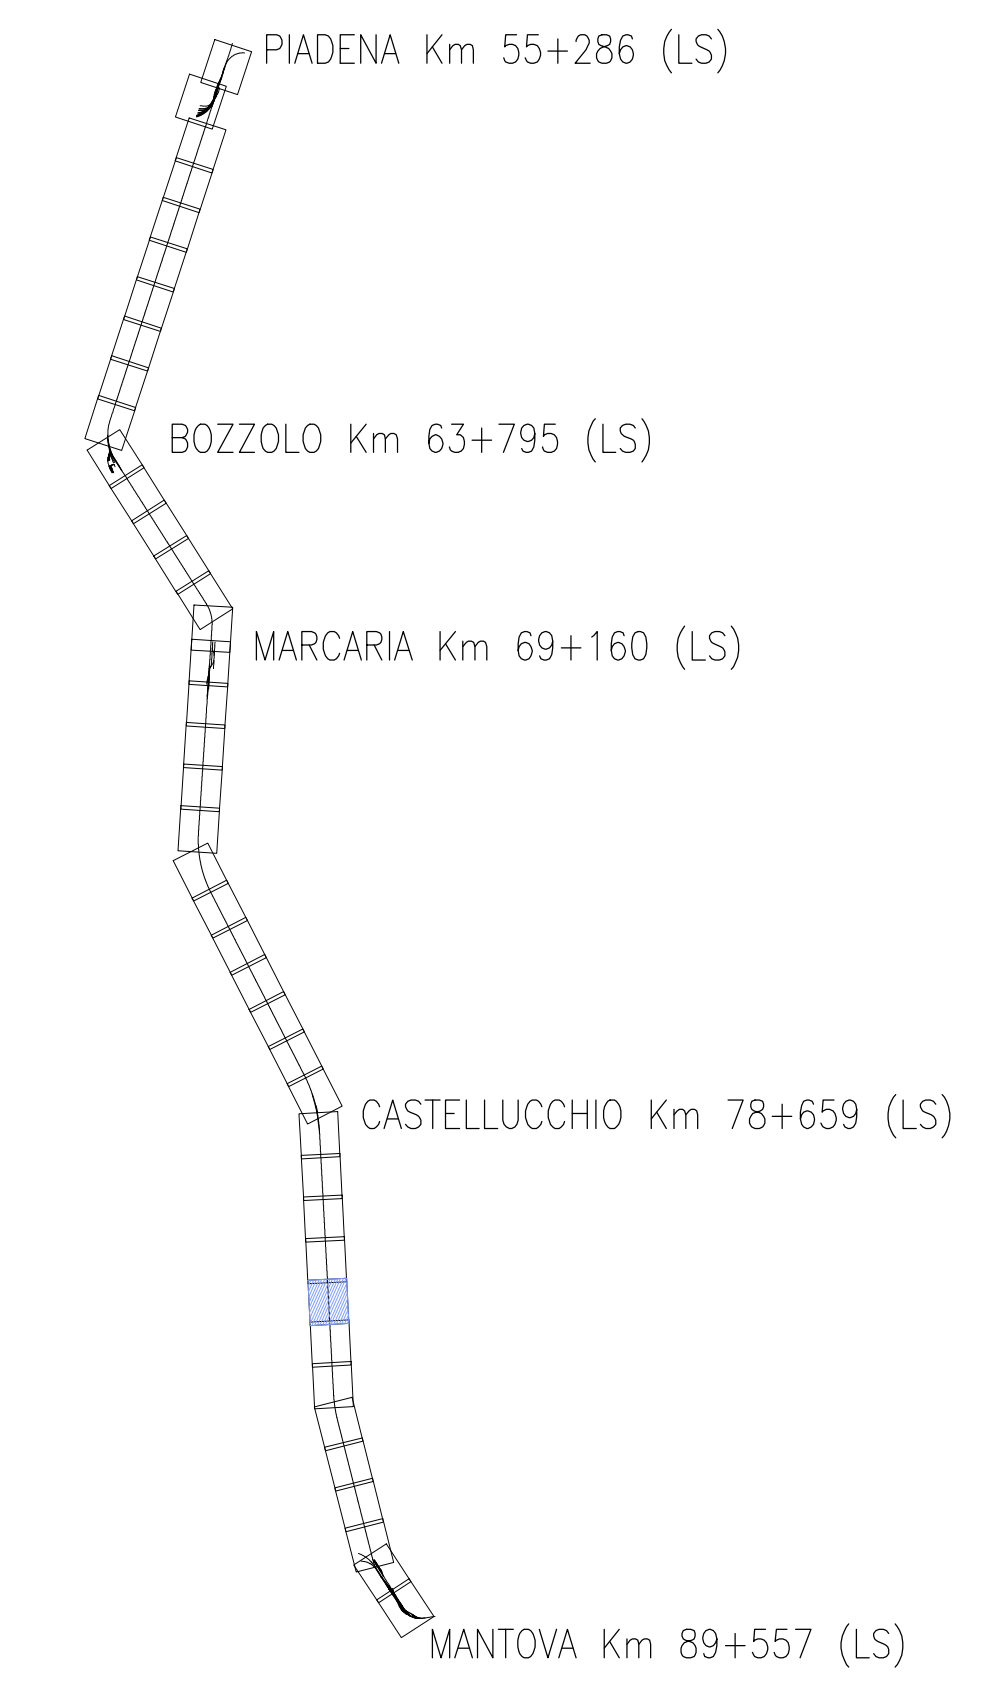 PIADENA Km 55+286 (LS)
BOZZOLO Km 63+795 (LS)
MARCARIA Km 69+160 (LS)
CASTELLUCCHIO Km 78+659 (LS)
MANTOVA Km 89+557 (LS)